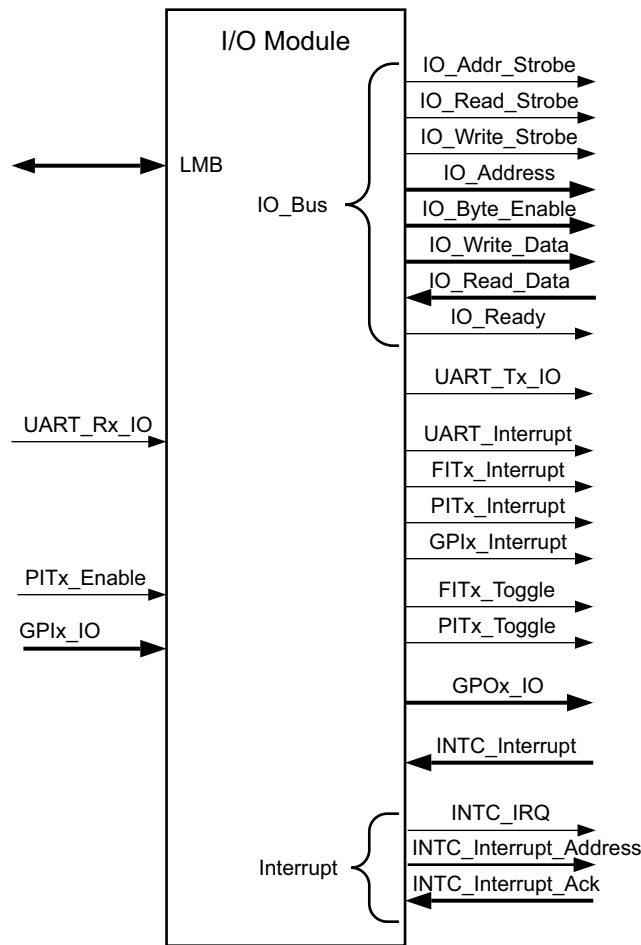 I/O Module
IO_Addr_Strobe
IO_Read_Strobe
IO_Write_Strobe
LMB
IO_Address
IO_Bus
IO_Byte_Enable
IO_Write_Data
IO_Read_Data
IO_Ready
UART_Tx_IO
UART_Rx_IO
UART_Interrupt
FITx_Interrupt
PITx_Interrupt
GPIx_Interrupt
PITx_Enable
FITx_Toggle
GPIx_IO
PITx_Toggle
GPOx_IO
INTC_Interrupt
INTC_IRQ
INTC_Interrupt_Address
Interrupt
INTC_Interrupt_Ack